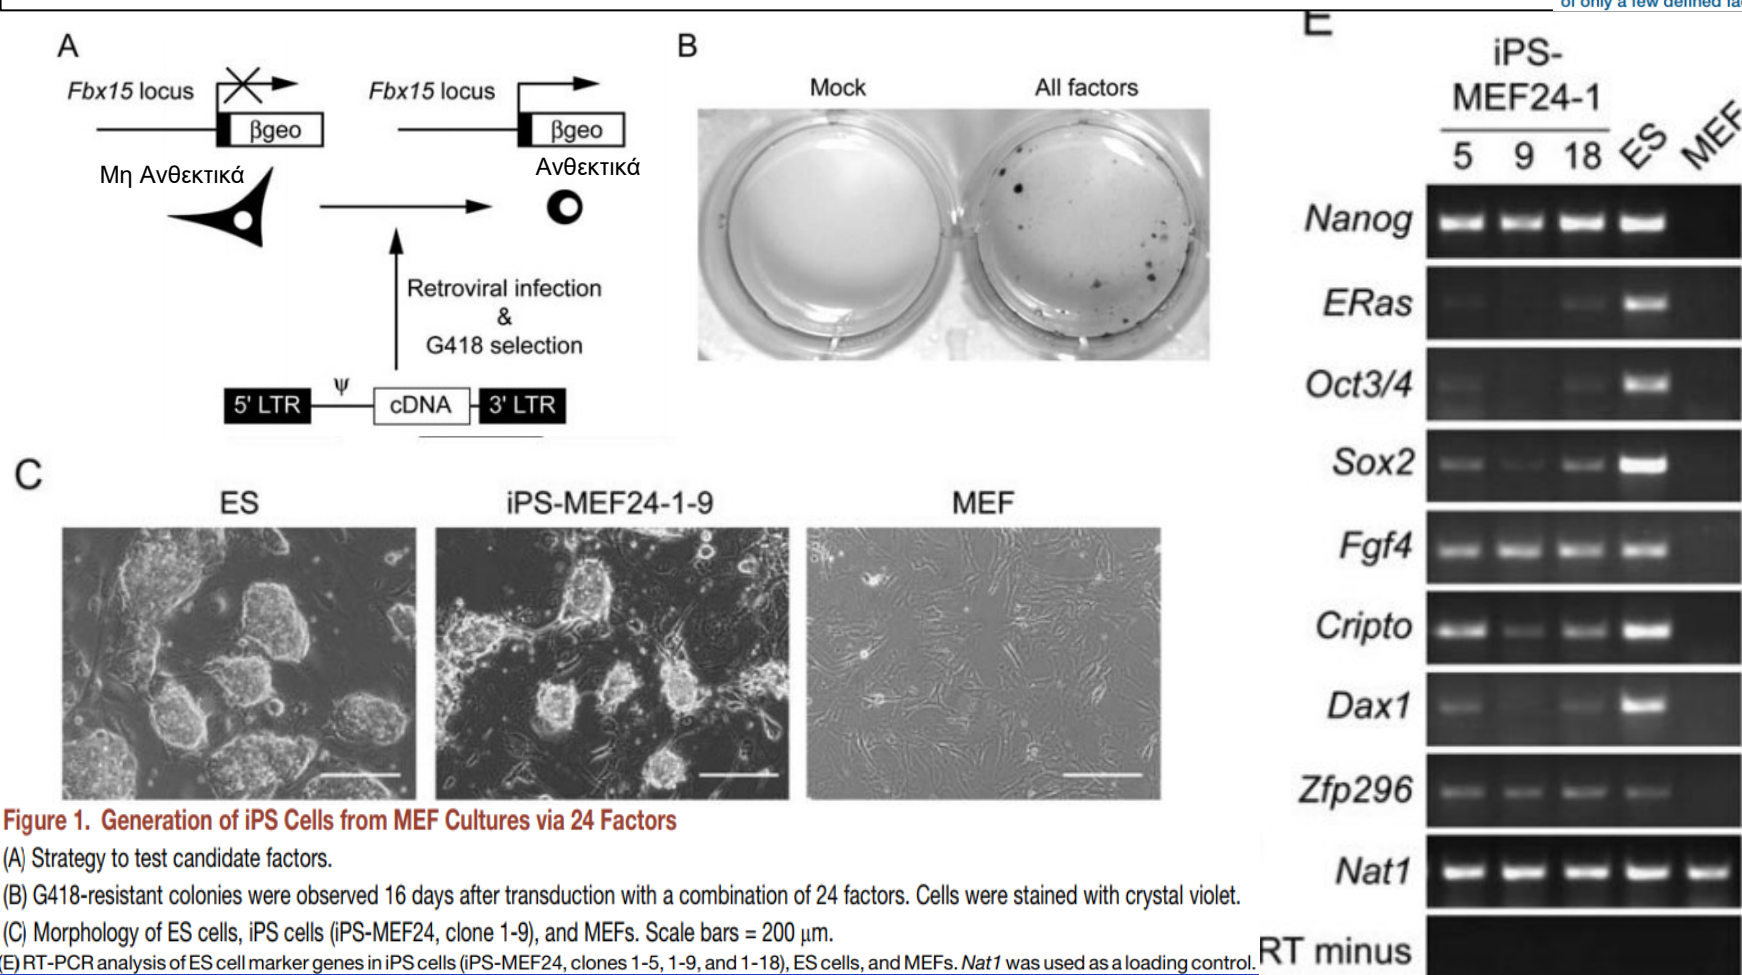 of only a few defined fa
A
Fbx15 locus
βgeo
Fbx15 locus
βgeo
Μη Ανθεκτικά
Ανθεκτικά
Retroviral infection
&
G418 selection
5' LTR
ψ
cDNA
3' LTR
B
Mock
All factors
C
ES
iPS-MEF24-1-9
MEF
E
iPS-
MEF24-1
5 9 18 ES MEF
Nanog
ERas
Oct3/4
Sox2
Fgf4
Cripto
Dax1
Zfp296
Nat1
RT minus
Figure 1. Generation of iPS Cells from MEF Cultures via 24 Factors
(A) Strategy to test candidate factors.
(B) G418-resistant colonies were observed 16 days after transduction with a combination of 24 factors. Cells were stained with crystal violet.
(C) Morphology of ES cells, iPS cells (iPS-MEF24, clone 1-9), and MEFs. Scale bars = 200 μm.
(E) RT-PCR analysis of ES cell marker genes in iPS cells (iPS-MEF24, clones 1-5, 1-9, and 1-18), ES cells, and MEFs. Nat1 was used as a loading control.